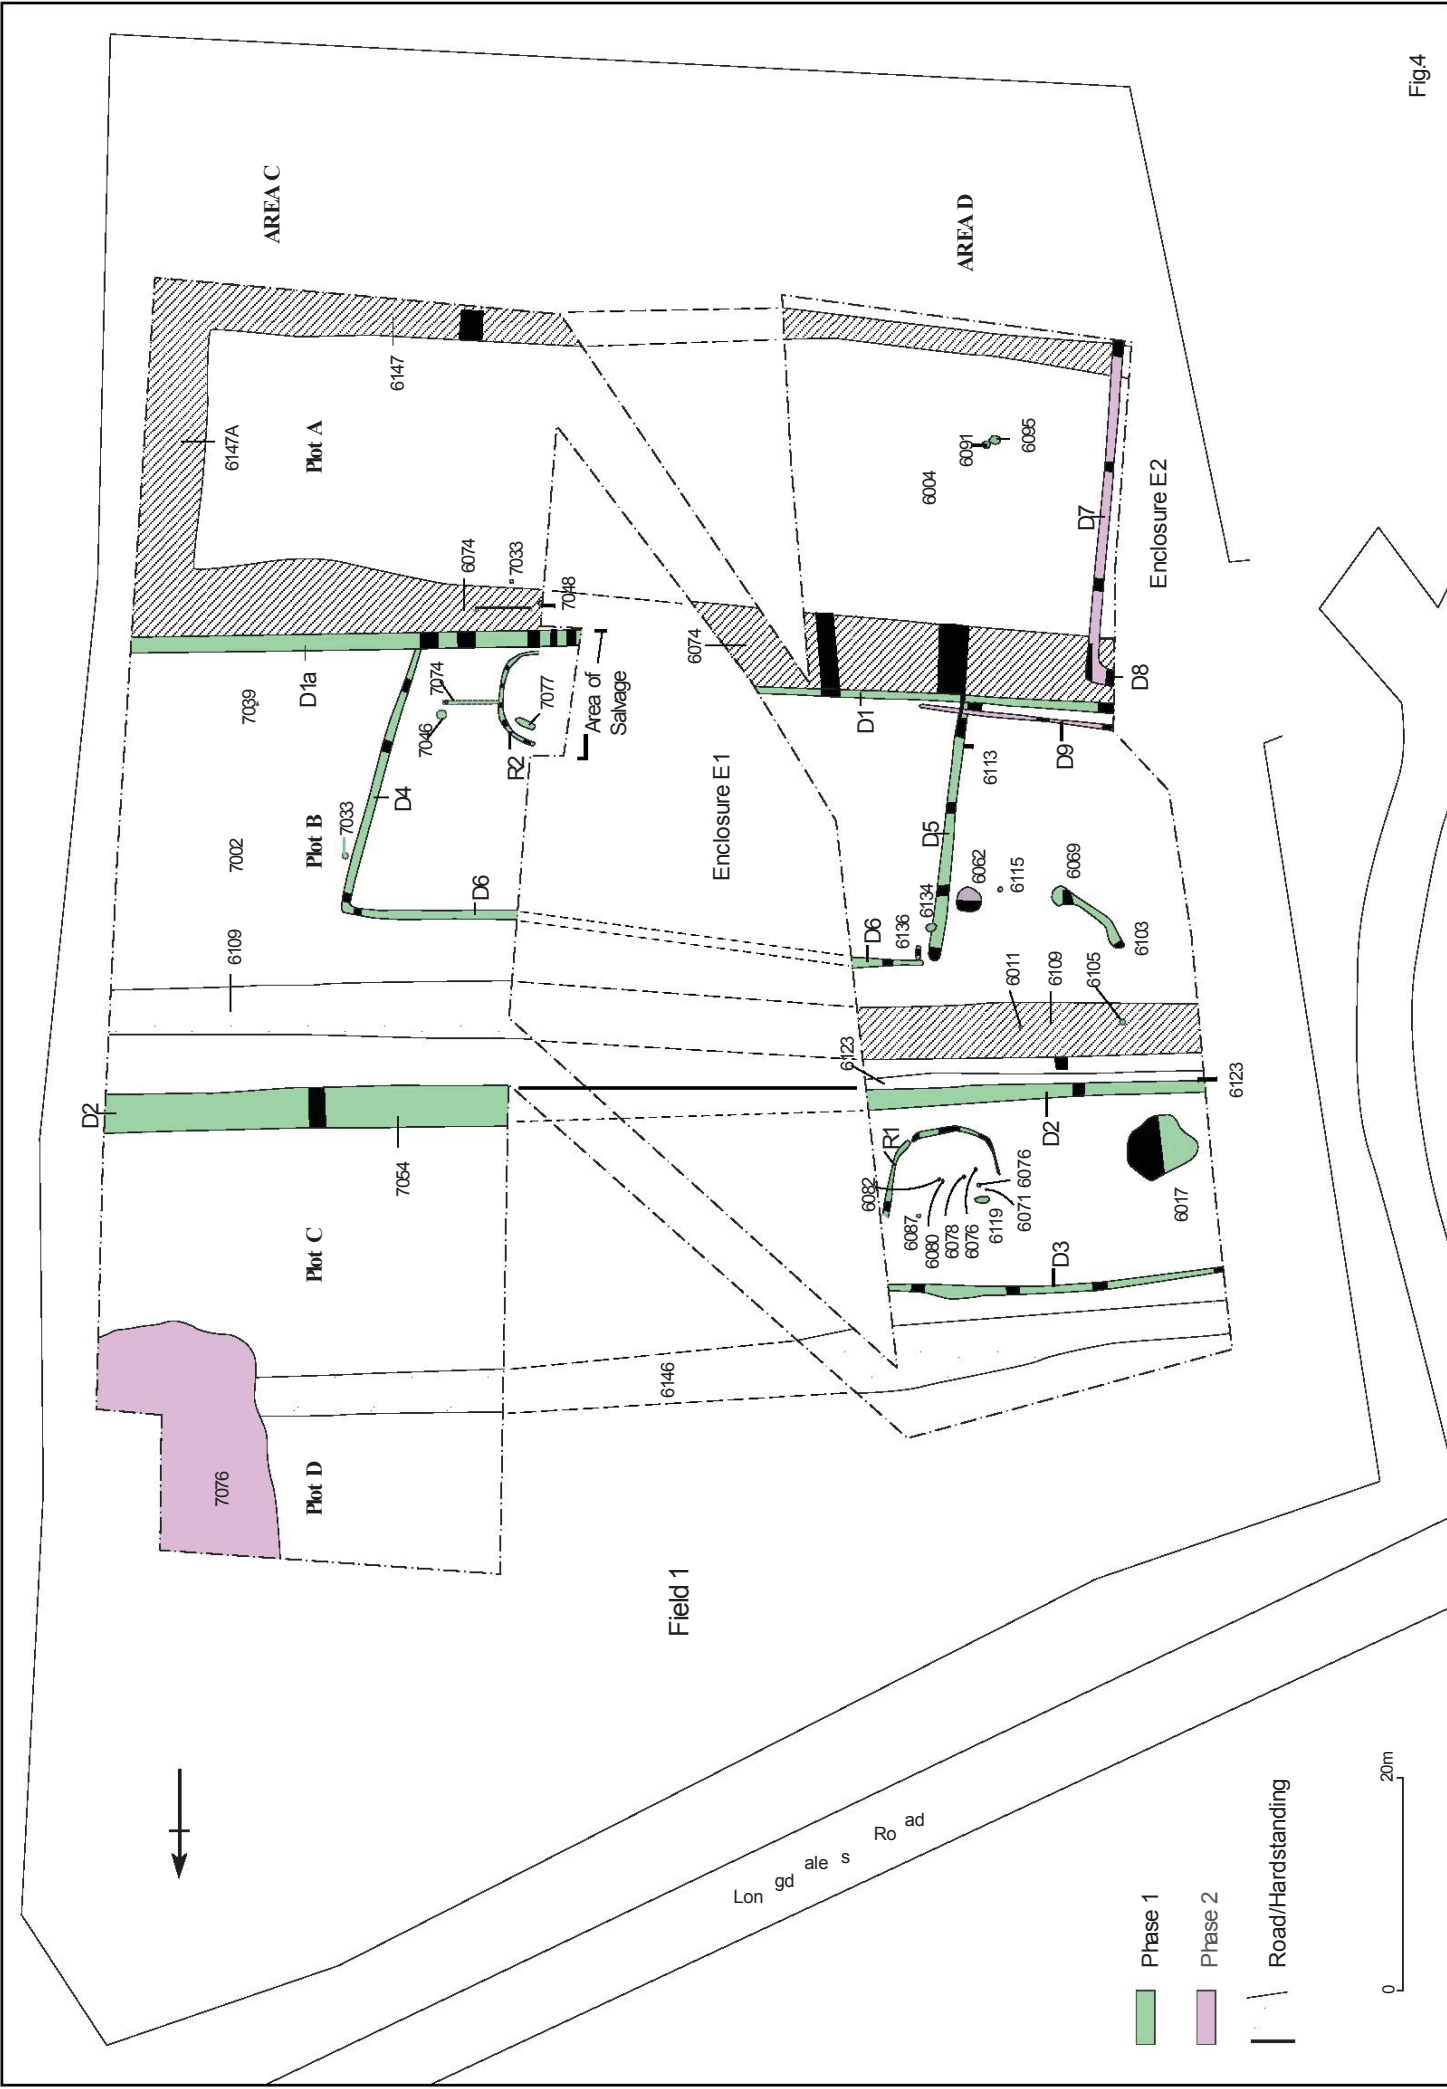 Fig.4
AREA C
AREA D
6147
6147A
Plot A
6091
6095
6004
D7
Enclosure E2
6074
7033
7048
6074
D8
D1a
7039
7074
7046
7077
R2
Area of
Salvage
D1
D9
6113
D4
7033
Plot B
7002
Enclosure E1
D5
6062
6115
6069
6134
6136
D6
D6
6103
6109
6011
6109
6105
6123
6123
D2
7054
D2
R1
6082
6087
6080
6078
6076
6119
6071
6076
6017
Plot C
D3
6146
7076
Plot D
Field 1
Lon gd ale s Ro ad
Phase 1
Phase 2
Road/Hardstanding
0 20m